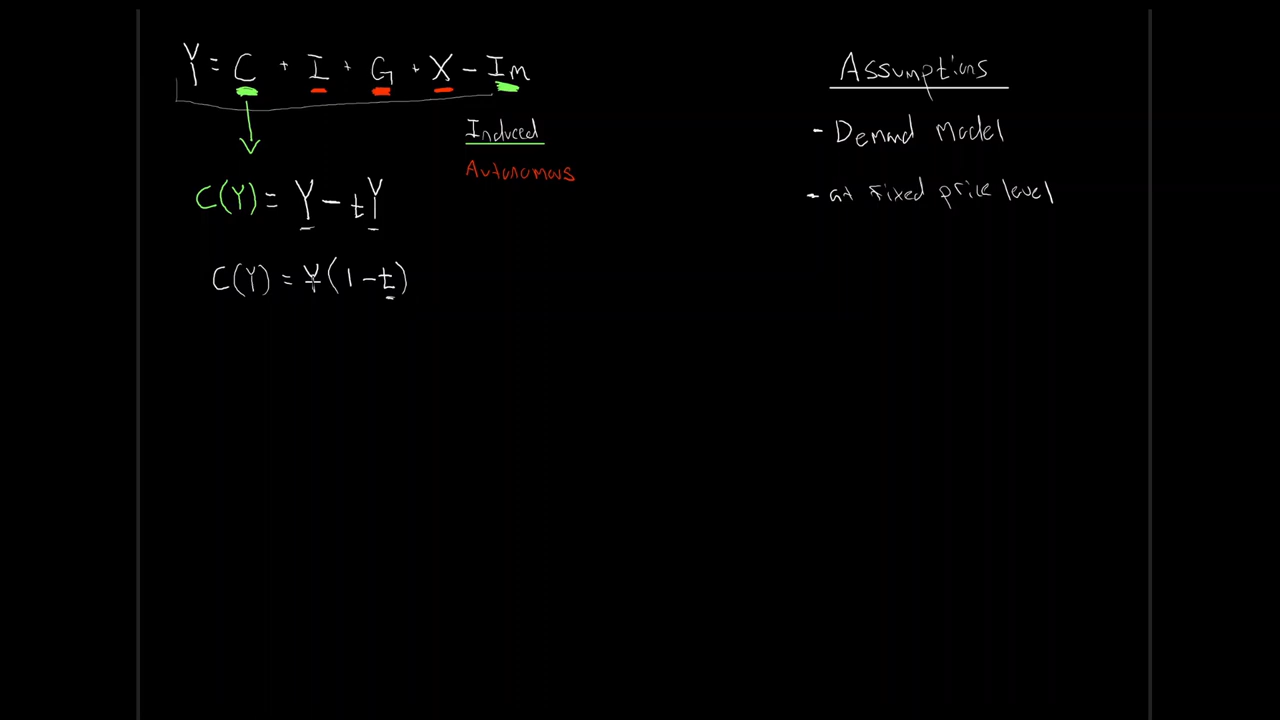 Y = C + I + G + X - Im
Induced
Autonomous
C(Y) = Y - tY
C(Y) = Y(1 - t)
Assumptions
- Demand Model
- at fixed price level